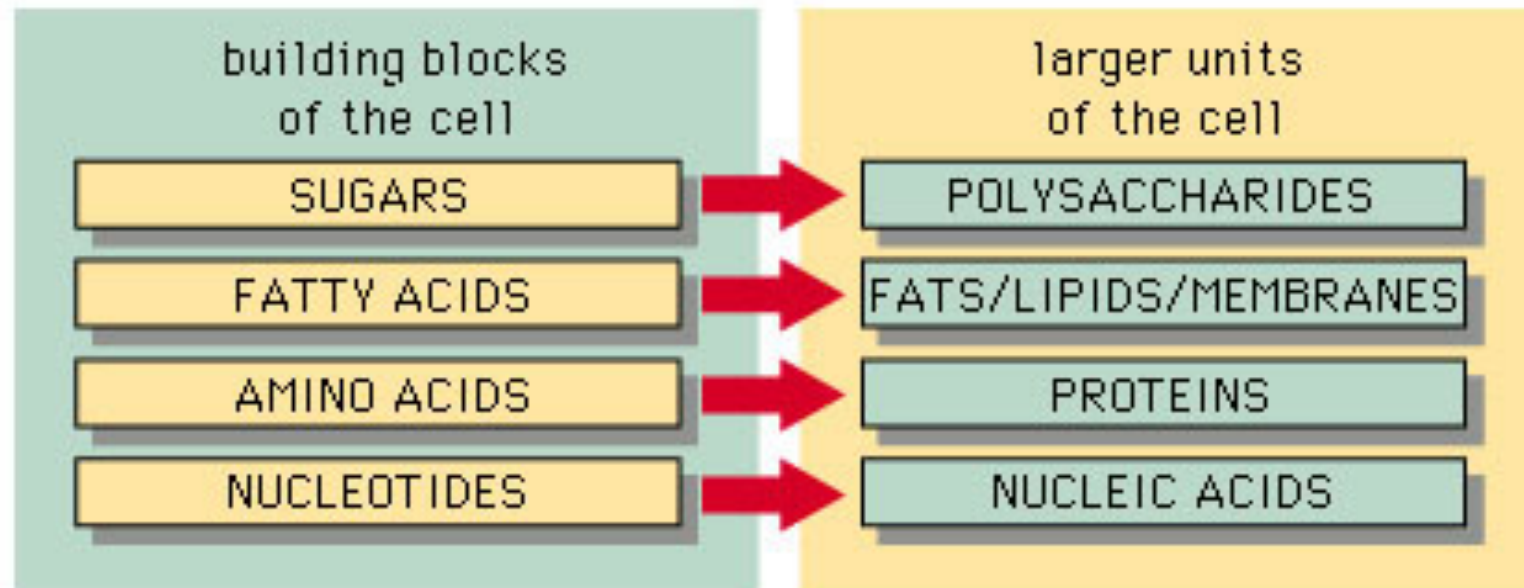 building blocks
of the cell
SUGARS
FATTY ACIDS
AMINO ACIDS
NUCLEOTIDES
larger units
of the cell
POLYSACCHARIDES
FATS/LIPIDS/MEMBRANES
PROTEINS
NUCLEIC ACIDS